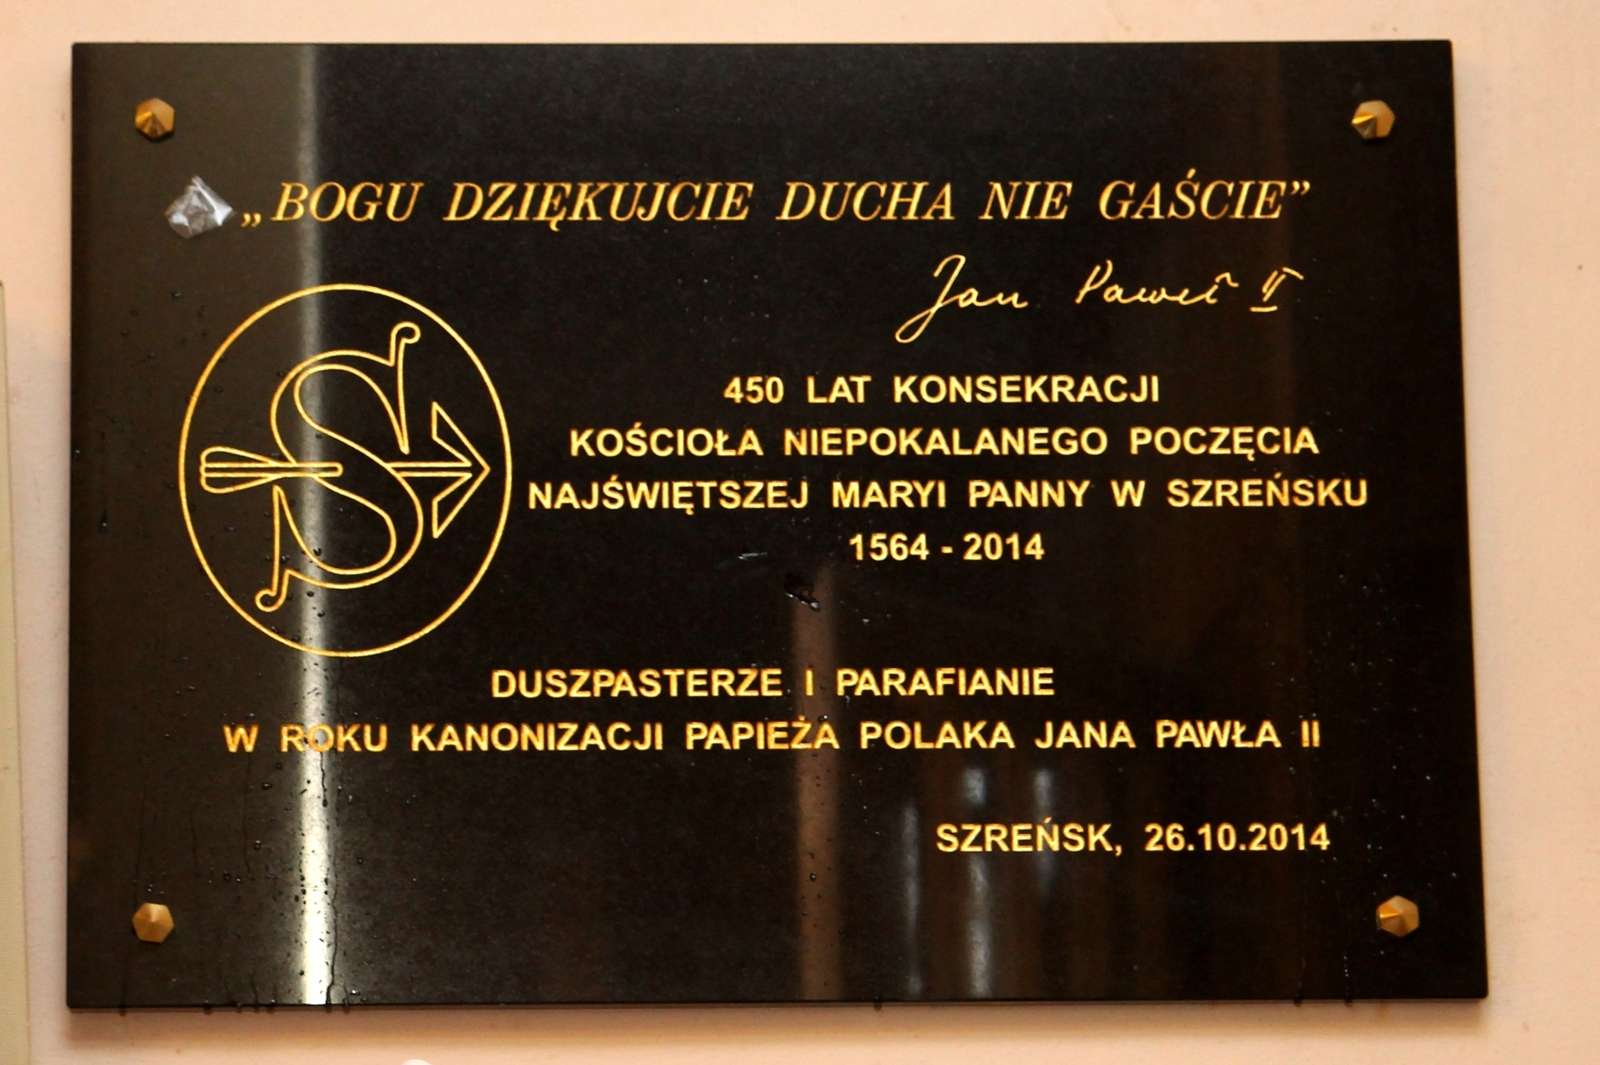 „BOGU DZIĘKUJCIE DUCHA NIE GAŚCIE”
Jan Paweł II
450 LAT KONSEKRACJI
KOŚCIOŁA NIEPOKALANEGO POCZĘCIA
NAJŚWIĘTSZEJ MARYI PANNY W SZREŃSKU
1564 - 2014
DUSZPASTERZE I PARAFIANIE
W ROKU KANONIZACJI PAPIEŻA POLAKA JANA PAWŁA II
SZREŃSK, 26.10.2014